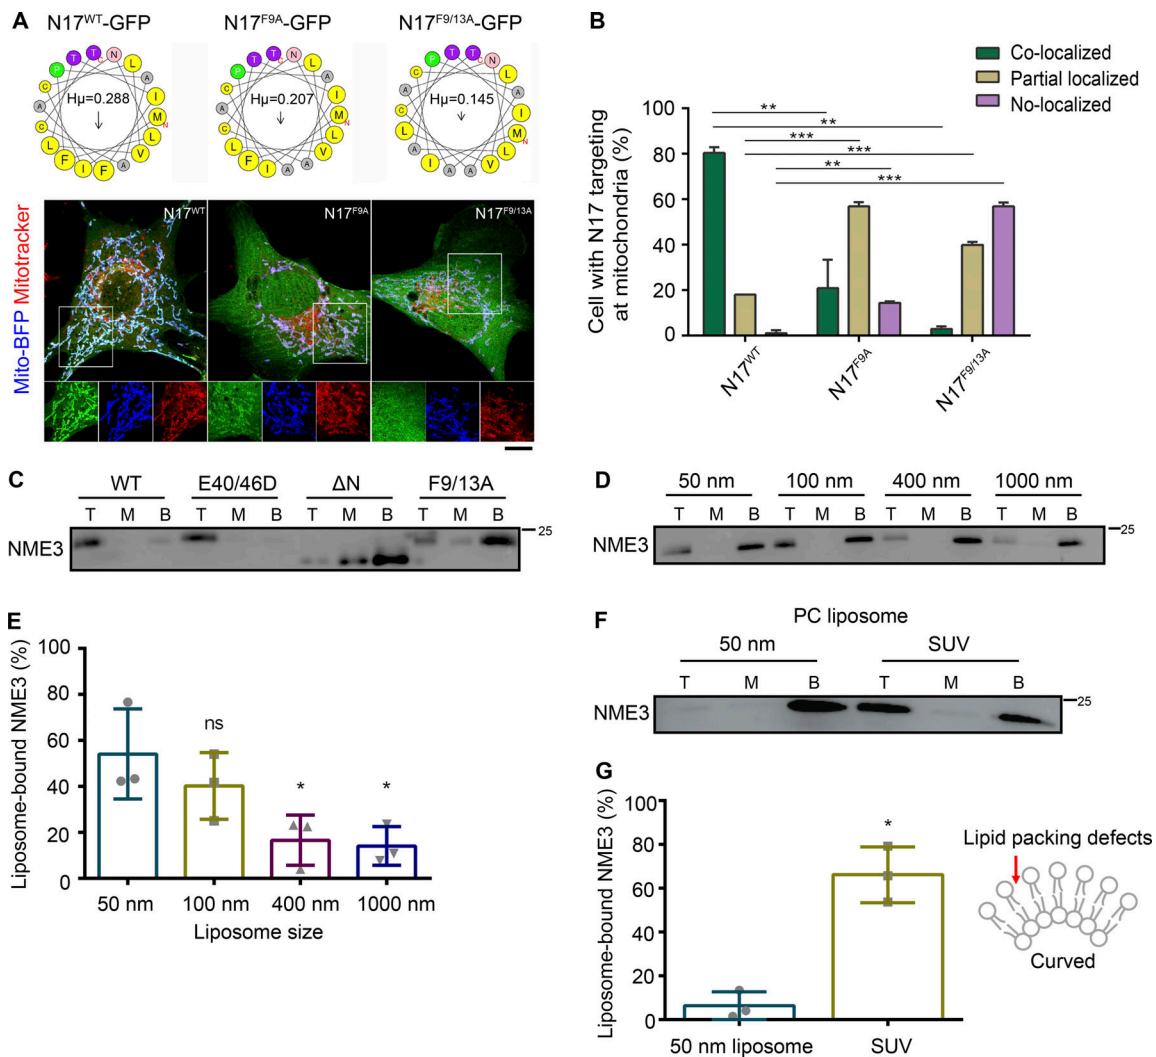 A
N17WT-GFP
N17F9A-GFP
N17F9/13A-GFP
P T T C N L A I M N L V A F I F L C A C
Hμ=0.288
P T T C N L A I M N L V A A I F L C A C
Hμ=0.207
P T T C N L A I M N L V A A I A L C A C
Hμ=0.145
Mito-BFP Mitotracker
N17WT
N17F9A
N17F9/13A
B
Co-localized
Partial localized
No-localized
Cell with N17 targeting
at mitochondria (%)
100
80
60
40
20
0
**
**
***
***
**
***
N17WT
N17F9A
N17F9/13A
C
WT
E40/46D
ΔN
F9/13A
T M B T M B T M B T M B
NME3
25
D
50 nm
100 nm
400 nm
1000 nm
T M B T M B T M B T M B
NME3
25
E
Liposome-bound NME3 (%)
100
80
60
40
20
0
ns
*
*
50 nm
100 nm
400 nm
1000 nm
Liposome size
F
PC liposome
50 nm
SUV
T M B T M B
NME3
25
G
Liposome-bound NME3 (%)
100
80
60
40
20
0
*
50 nm liposome
SUV
Lipid packing defects
Curved